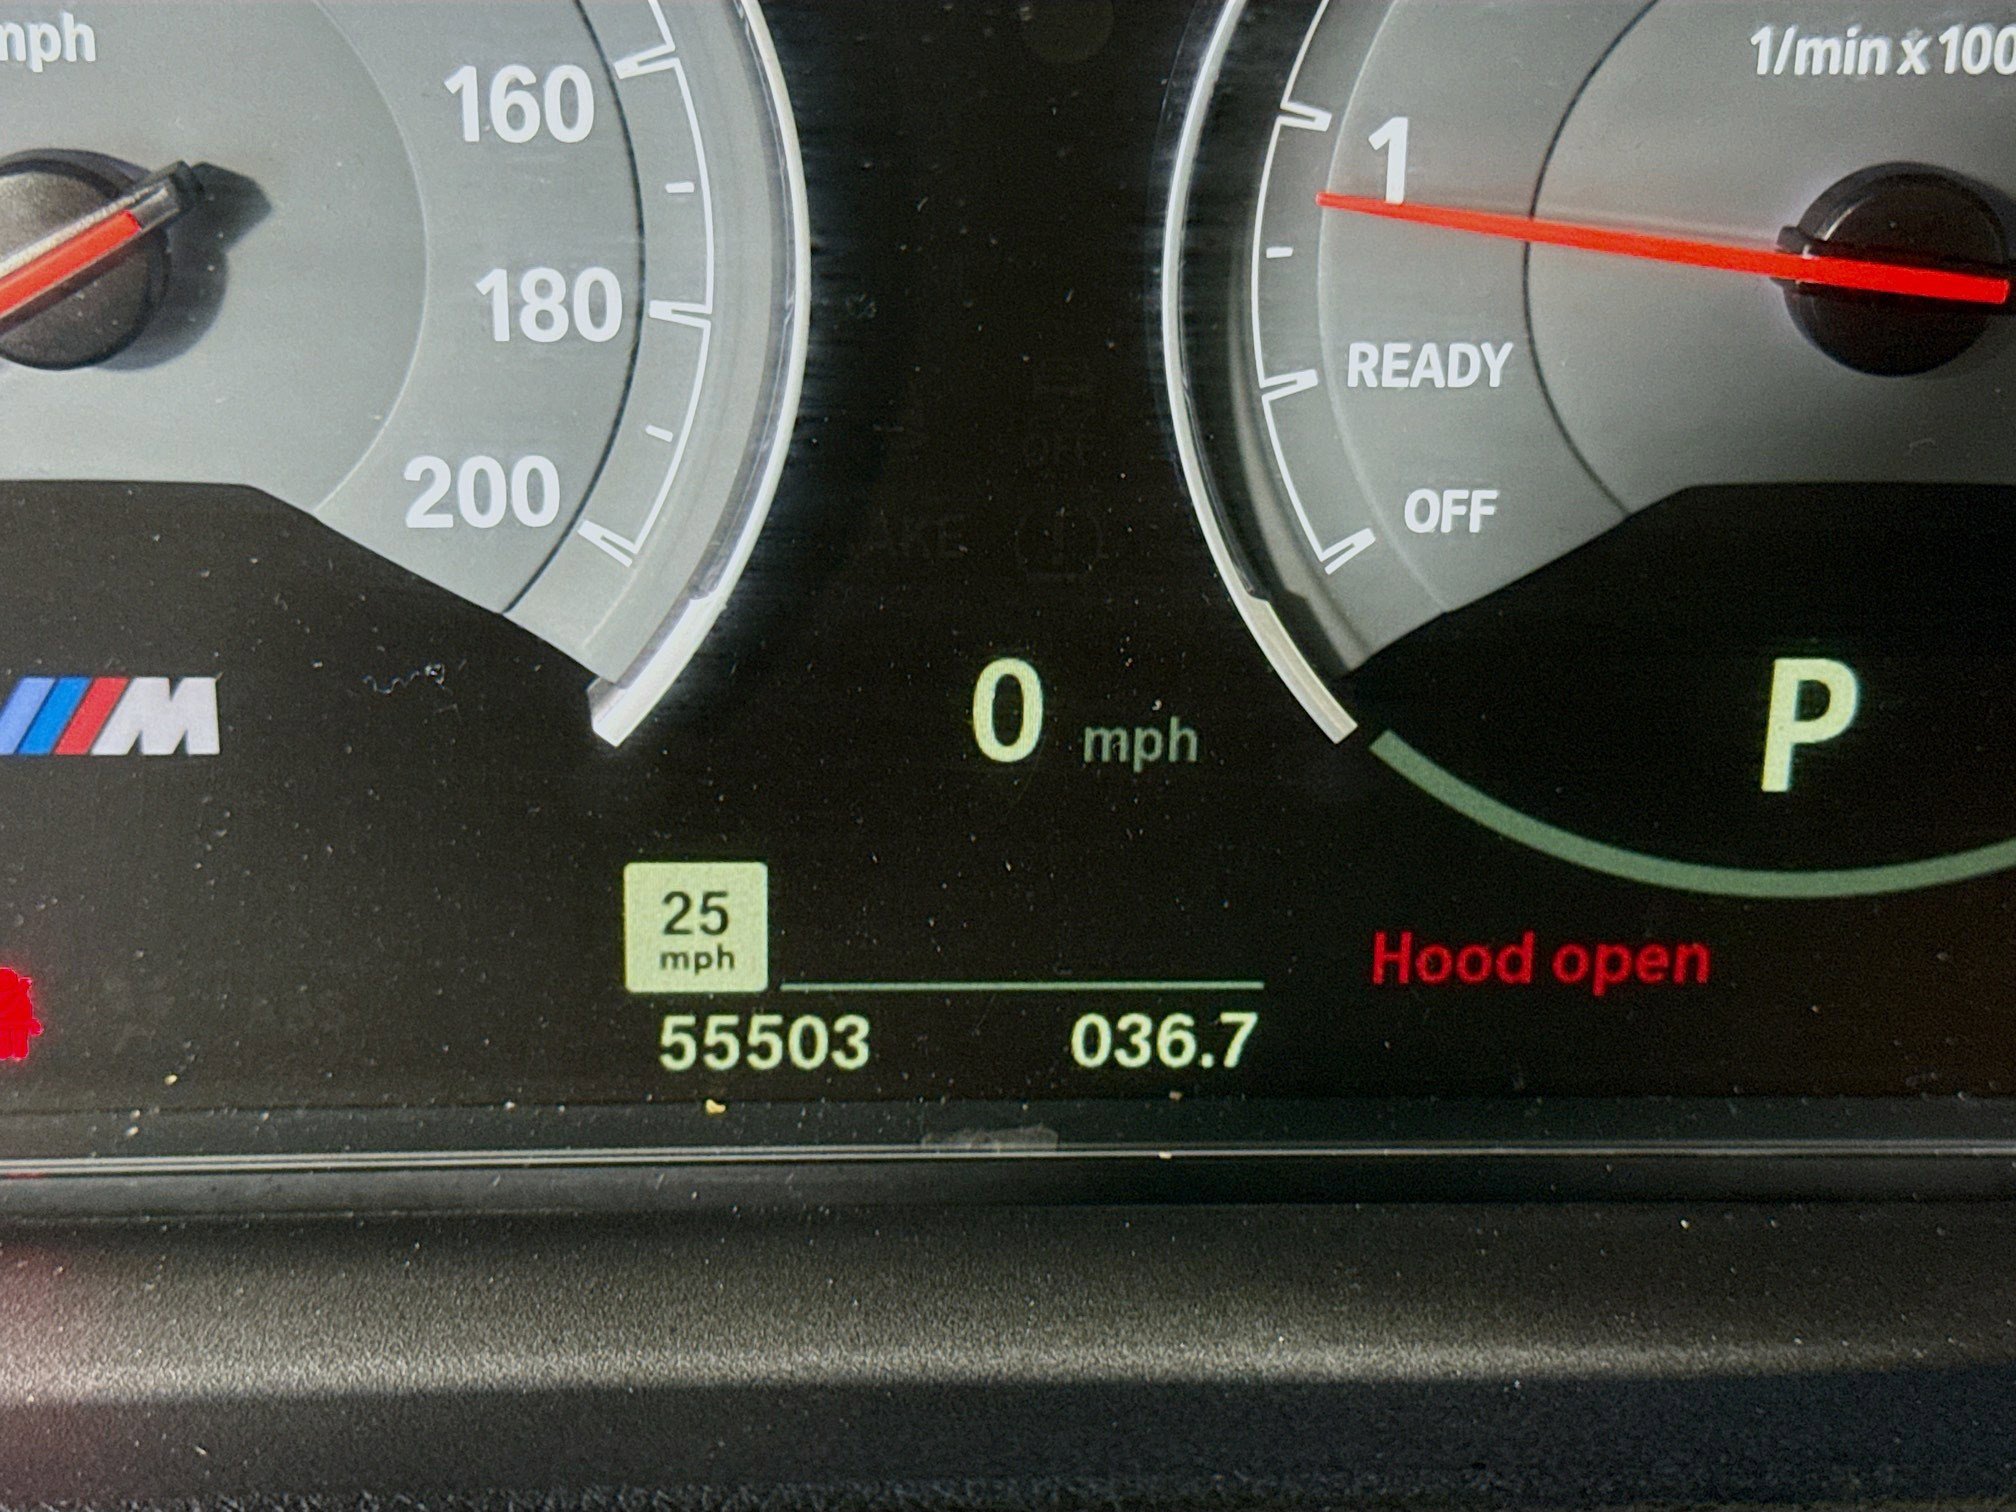 mph
160
180
200
1/min x 100
1
READY
OFF
M
0 mph
P
25
mph
Hood open
55503 036.7